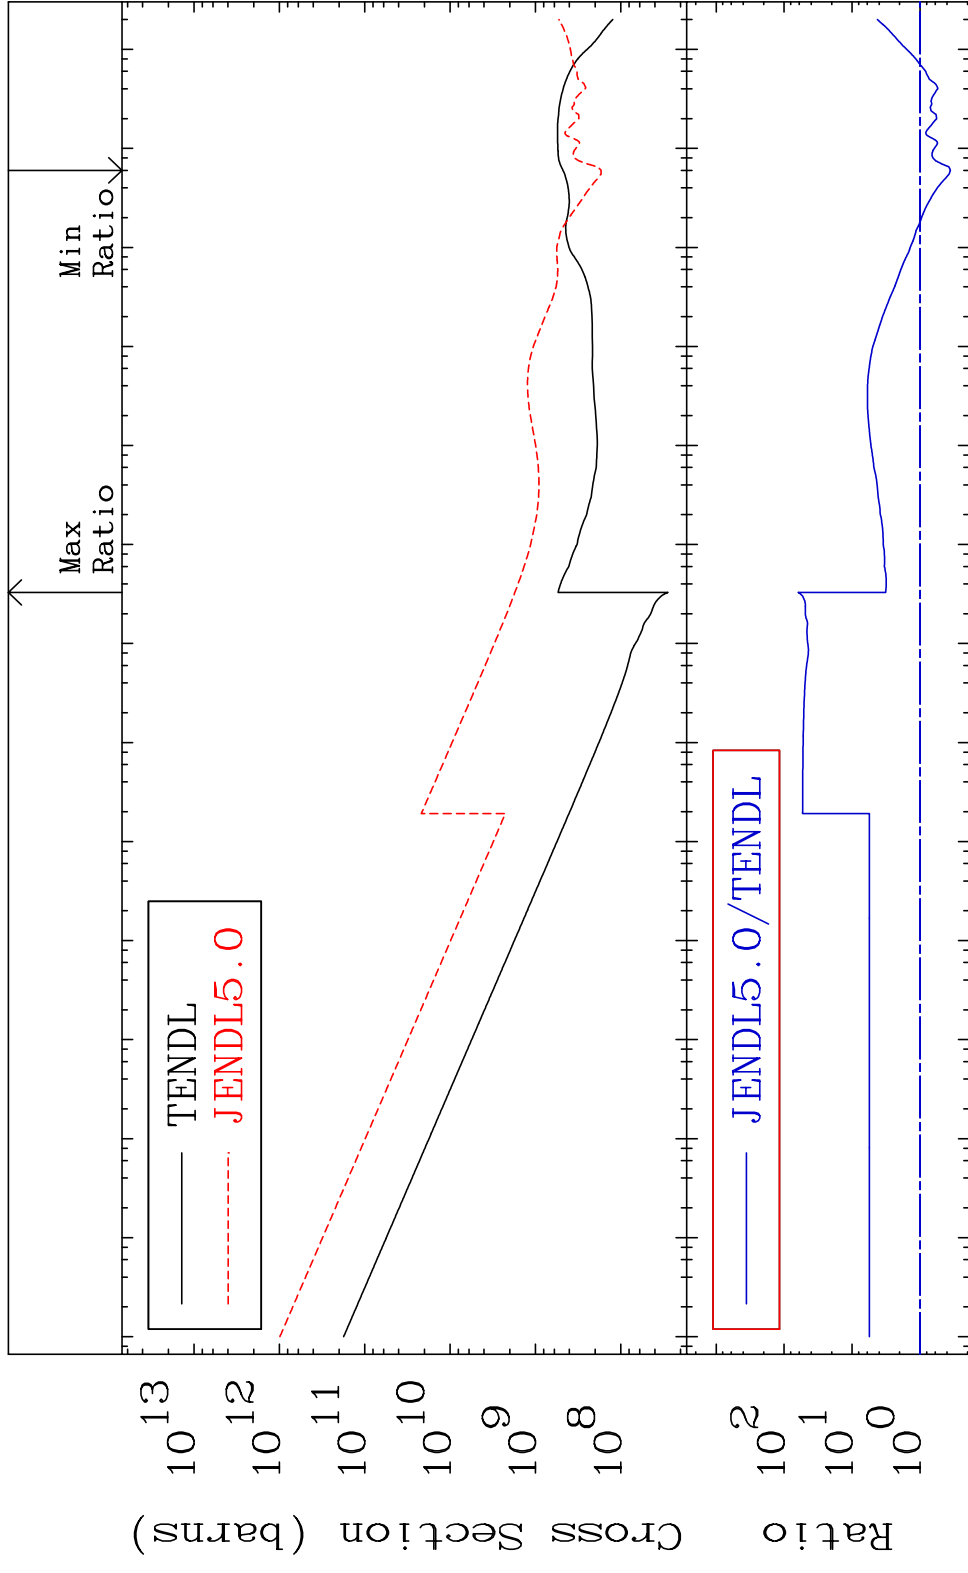 Max
Ratio
Min
Ratio
TENDL
JENDL5.0
10 13
10 12
10 11
10 10
10 9
10 8
Cross Section (barns)
JENDL5.0/TENDL
10 2
10 1
10 0
Ratio